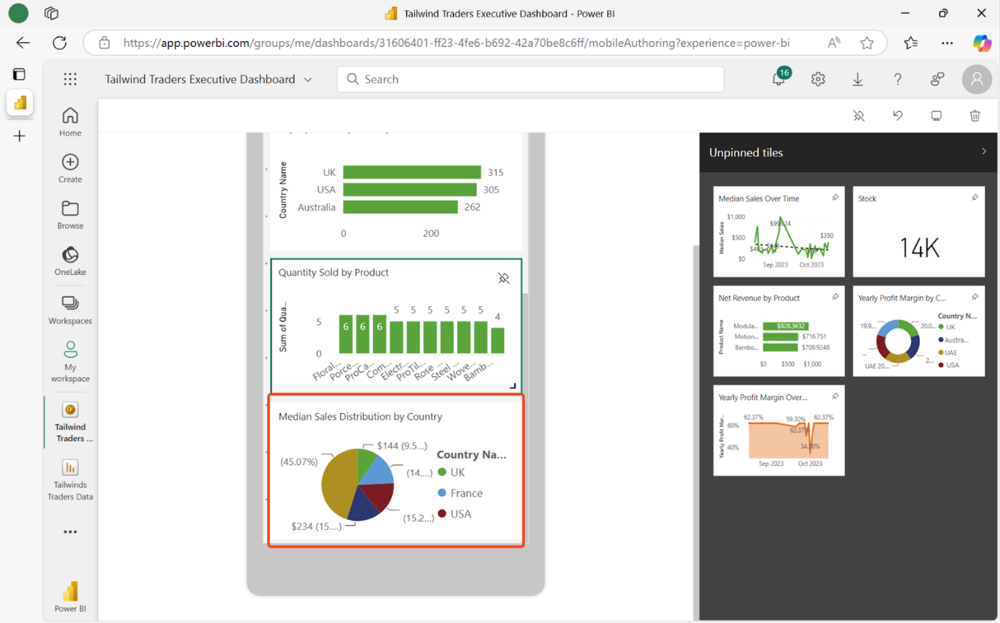 Tailwind Traders Executive Dashboard - Power BI
https://app.powerbi.com/groups/me/dashboards/31606401-ff23-4fe6-b692-42a70be8c6ff/mobileAuthoring?experience=power-bi
Tailwind Traders Executive Dashboard
Search
16
Home
Create
Browse
OneLake
Workspaces
My
workspace
Tailwind
Traders ...
Tailwinds
Traders Data
Power BI
Country Name
UK 315
USA 305
Australia 262
0 200
Quantity Sold by Product
Sum of Qua...
5
0
6 6 6 5 5 5 5 5 5 4
Floral...
Porce...
ProCa...
Com...
Electr...
ProTil...
Rose ...
Steel ...
Wove...
Bamb...
Median Sales Distribution by Country
$144 (9.5...)
(45.07%)
(14....)
(15.2...)
$234 (15....)
Country Na...
UK
France
USA
Unpinned tiles
Median Sales Over Time
Median Sales
$1,000
$500
$0
$390
Sep 2023 Oct 2023
Stock
14K
Net Revenue by Product
Product Name
Modula... $928.3632
Motion... $716.751
Bambo... $709.9248
$0 $500 $1,000
Yearly Profit Margin by C...
19.9...
20.0...
...
2...
UAE 20...
Country N...
UK
Austra...
UAE
USA
Yearly Profit Margin Over...
Yearly Profit Mar...
60%
40%
62.37%
59.30%
62.37%
62.37%
34.38%
Sep 2023 Oct 2023